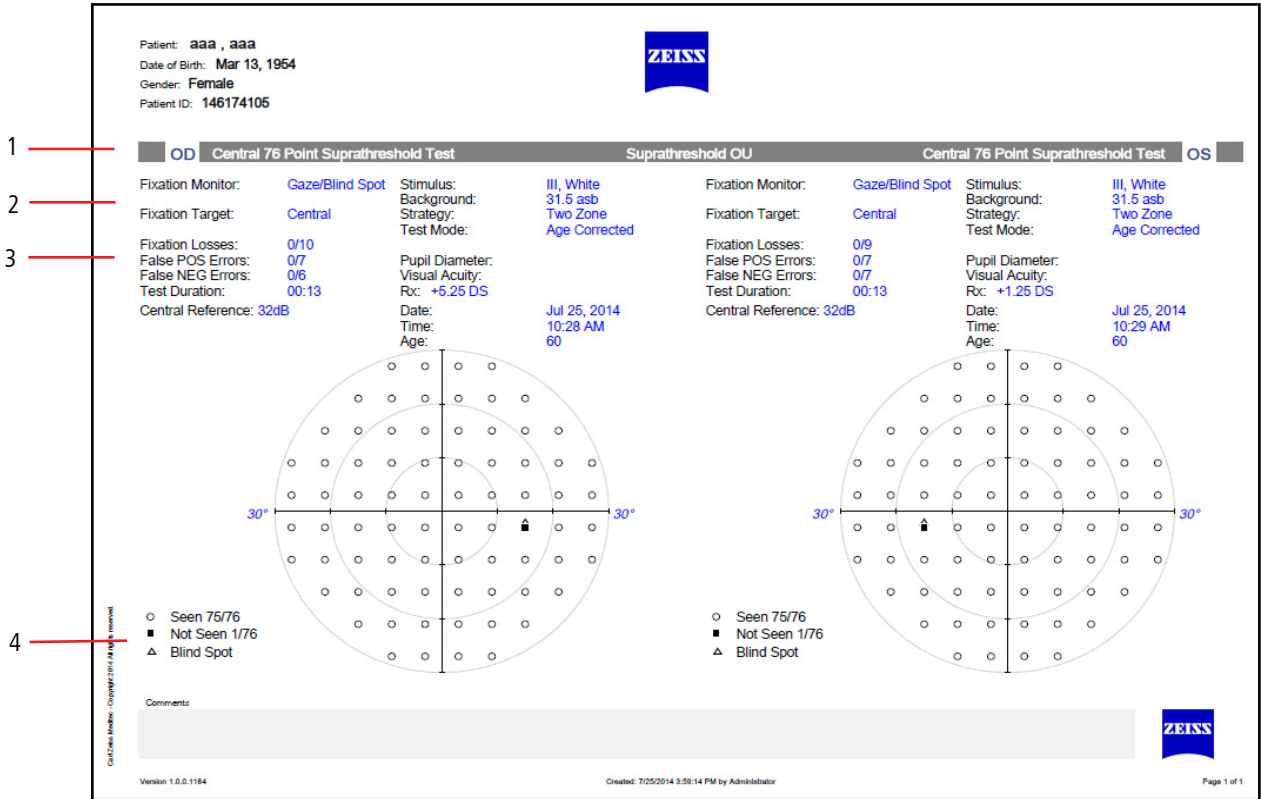 Patient: aaa , aaa
Date of Birth: Mar 13, 1954
Gender: Female
Patient ID: 146174105
ZEISS
1
OD Central 76 Point Suprathreshold Test Suprathreshold OU Central 76 Point Suprathreshold Test OS
2
3
Fixation Monitor: Gaze/Blind Spot
Fixation Target: Central
Fixation Losses: 0/10
False POS Errors: 0/7
False NEG Errors: 0/6
Test Duration: 00:13
Central Reference: 32dB
Stimulus: III, White
Background: 31.5 asb
Strategy: Two Zone
Test Mode: Age Corrected
Pupil Diameter:
Visual Acuity:
Rx: +5.25 DS
Date: Jul 25, 2014
Time: 10:28 AM
Age: 60
Fixation Monitor: Gaze/Blind Spot
Fixation Target: Central
Fixation Losses: 0/9
False POS Errors: 0/7
False NEG Errors: 0/7
Test Duration: 00:13
Central Reference: 32dB
Stimulus: III, White
Background: 31.5 asb
Strategy: Two Zone
Test Mode: Age Corrected
Pupil Diameter:
Visual Acuity:
Rx: +1.25 DS
Date: Jul 25, 2014
Time: 10:29 AM
Age: 60
30° 30°
30° 30°
4
Seen 75/76
Not Seen 1/76
Blind Spot
Seen 75/76
Not Seen 1/76
Blind Spot
Carl Zeiss Meditec - Copyright 2014 All rights reserved.
Comments
ZEISS
Version 1.0.0.1184
Created: 7/25/2014 3:59:14 PM by Administrator
Page 1 of 1